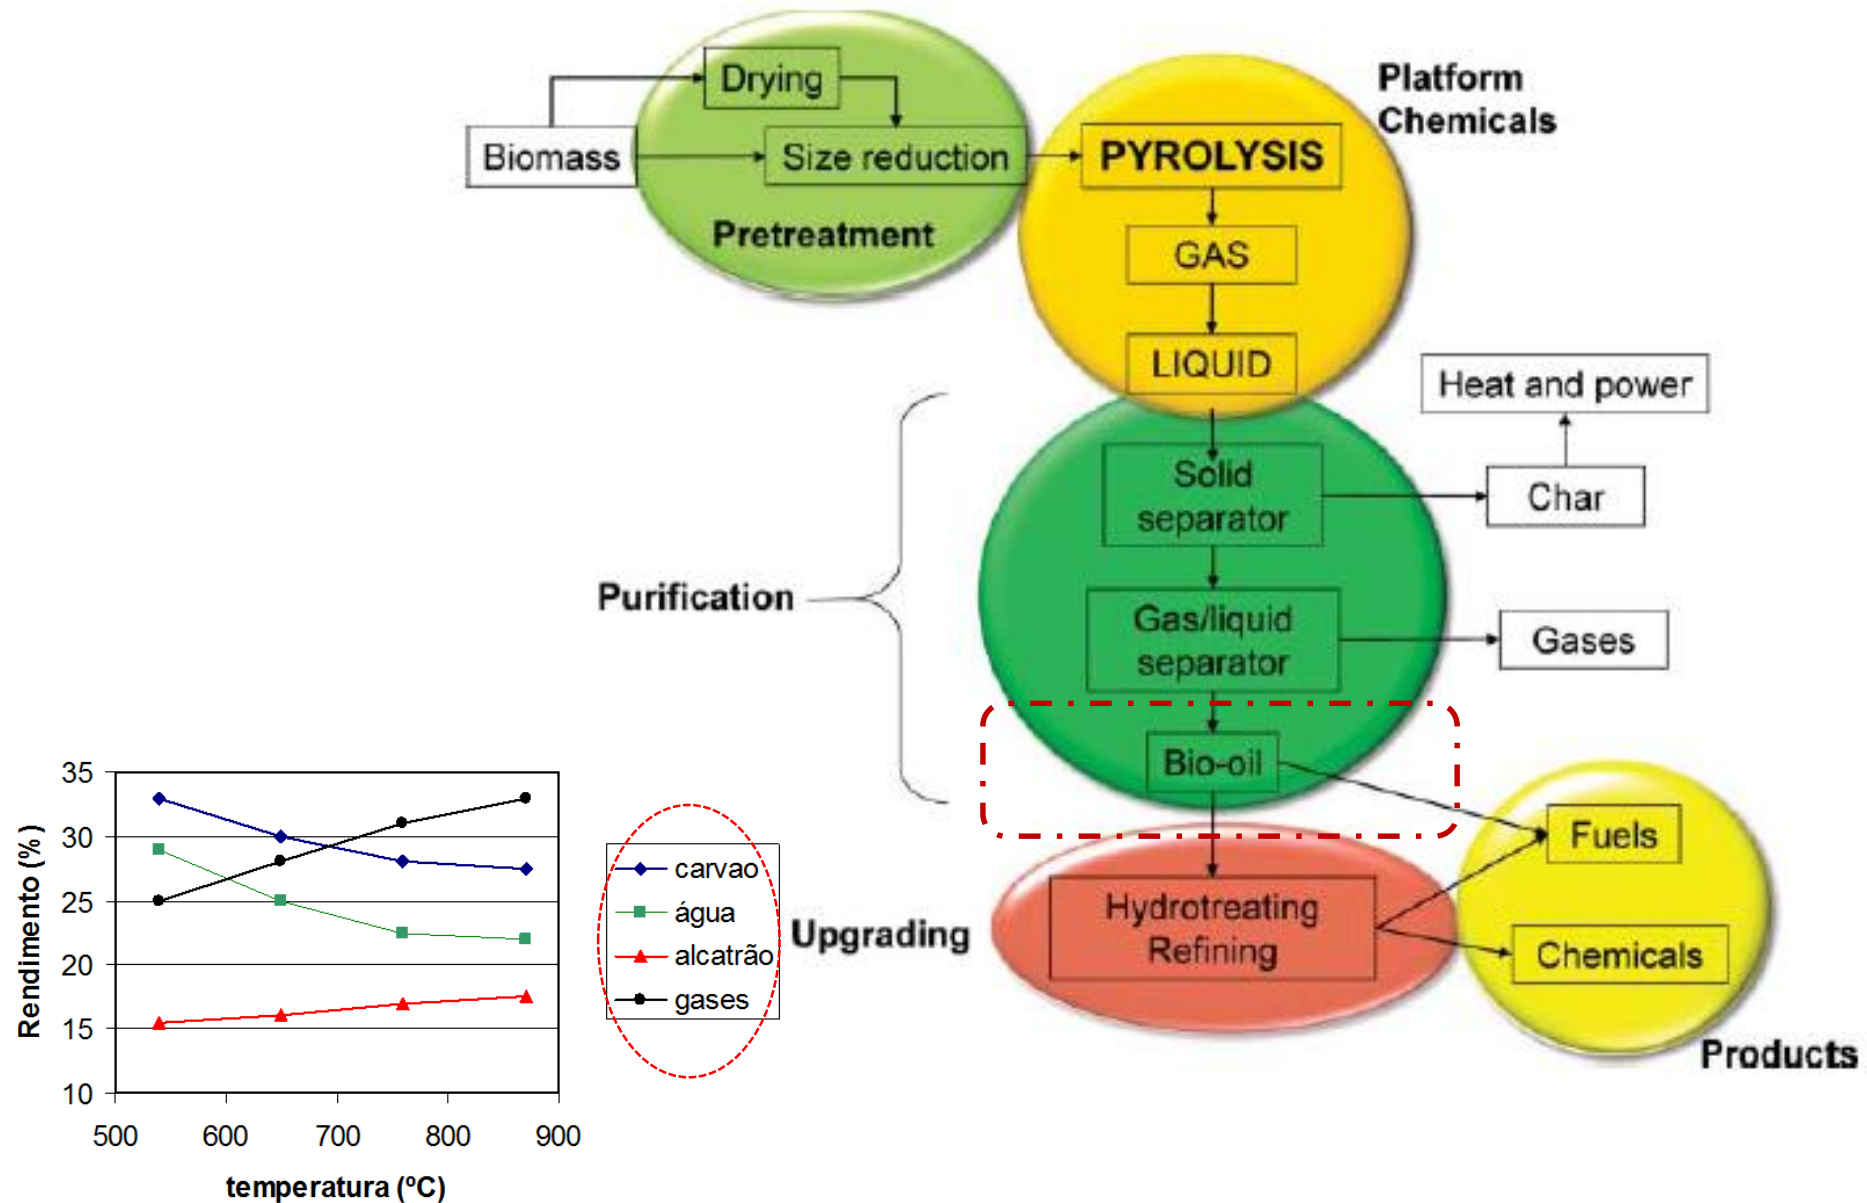 Drying
Biomass
Size reduction
Pretreatment
Platform
Chemicals
PYROLYSIS
GAS
LIQUID
Heat and power
Solid
separator
Char
Purification
Gas/liquid
separator
Gases
Bio-oil
Fuels
Hydrotreating
Refining
Upgrading
Chemicals
Products
35
30
25
20
15
10
500 600 700 800 900
Rendimento (%)
temperatura (ºC)
carvao
água
alcatrão
gases